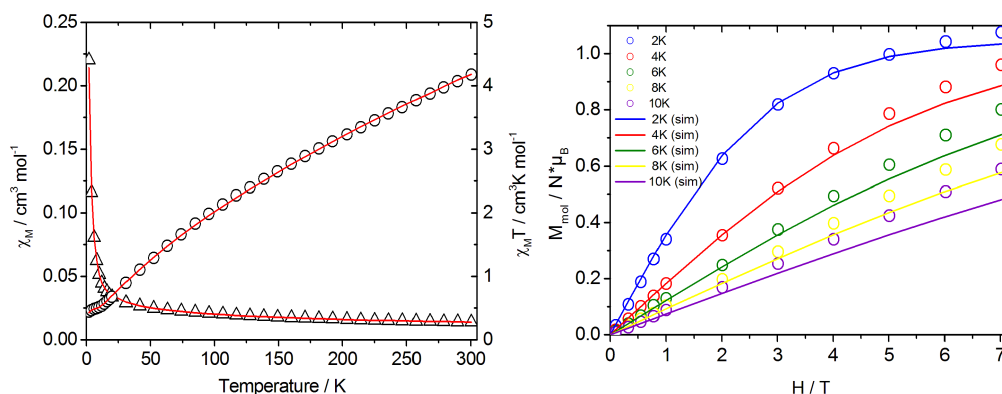 0.25
0.20
0.15
0.10
0.05
0.00
χM / cm3 mol-1
0 50 100 150 200 250 300
Temperature / K
5
4
3
2
1
0
χMT / cm3K mol-1
1.0
0.8
0.6
0.4
0.2
0.0
Mmol / N*μB
2K
4K
6K
8K
10K
2K (sim)
4K (sim)
6K (sim)
8K (sim)
10K (sim)
0 1 2 3 4 5 6 7
H / T